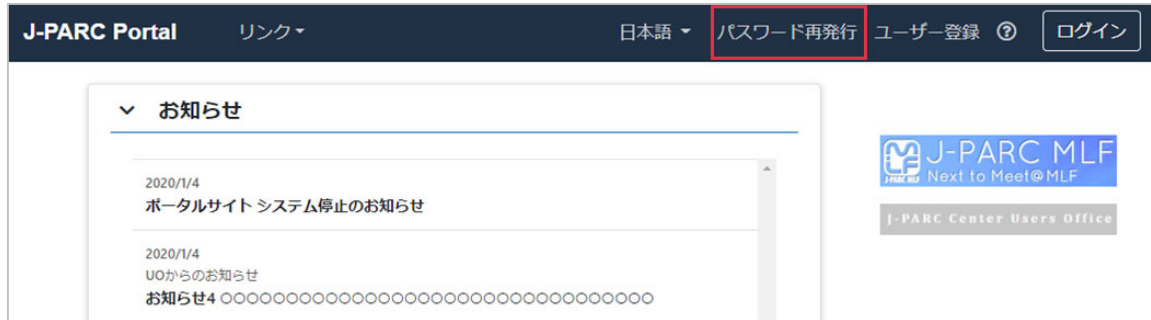 J-PARC Portal リンク 日本語 パスワード再発行 ユーザー登録 ログイン
お知らせ
2020/1/4
ポータルサイト システム停止のお知らせ
2020/1/4
UOからのお知らせ
お知らせ4 ○○○○○○○○○○○○○○○○○○○○○○○○○○○○○○○○○
J-PARC MLF
Next to Meet@MLF
J-PARC MLF
J-PARC Center Users Office